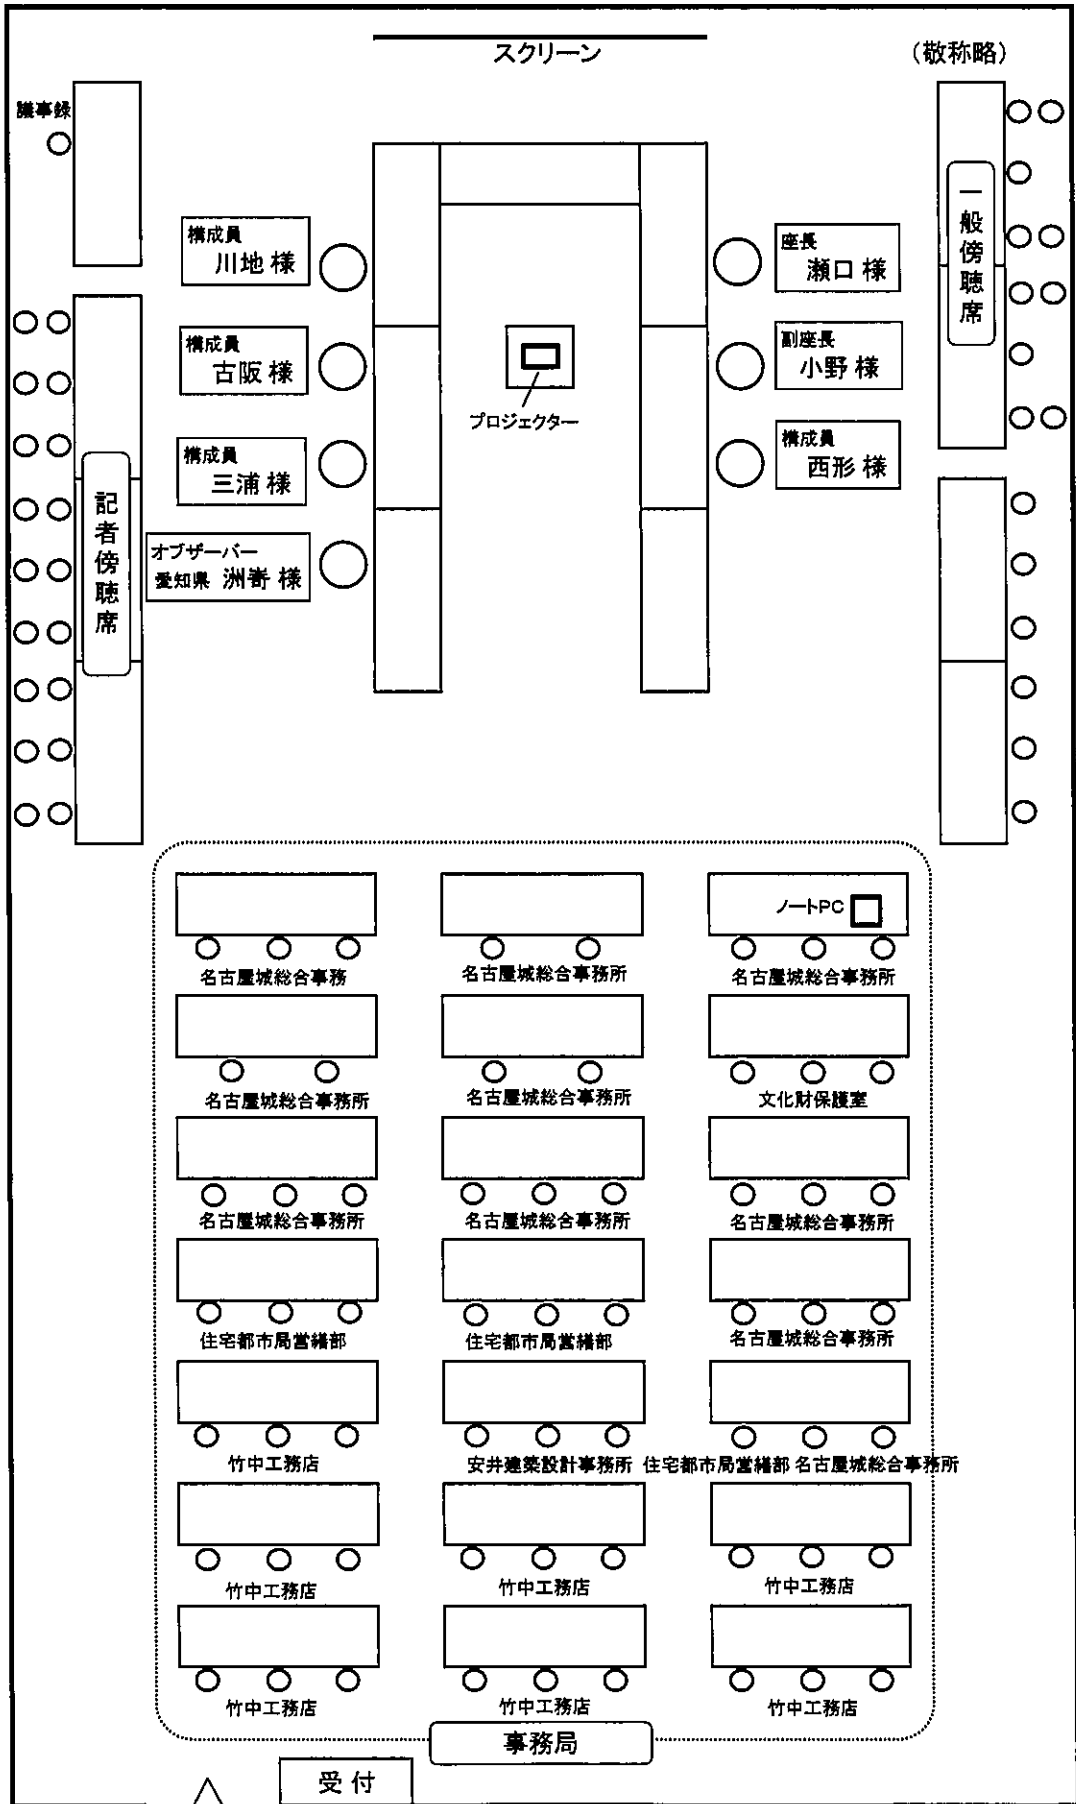 スクリーン
(敬称略)
議事録
構成員
川地 様
座長
瀬口 様
一般傍聴席
構成員
古阪 様
副座長
小野 様
プロジェクター
構成員
三浦 様
構成員
西形 様
記者傍聴席
オブザーバー
愛知県 洲嵜 様
ノートPC
名古屋城総合事務
名古屋城総合事務所
名古屋城総合事務所
名古屋城総合事務所
名古屋城総合事務所
文化財保護室
名古屋城総合事務所
名古屋城総合事務所
名古屋城総合事務所
住宅都市局営繕部
住宅都市局営繕部
名古屋城総合事務所
竹中工務店
安井建築設計事務所
住宅都市局営繕部 名古屋城総合事務所
竹中工務店
竹中工務店
竹中工務店
竹中工務店
竹中工務店
竹中工務店
事務局
受付